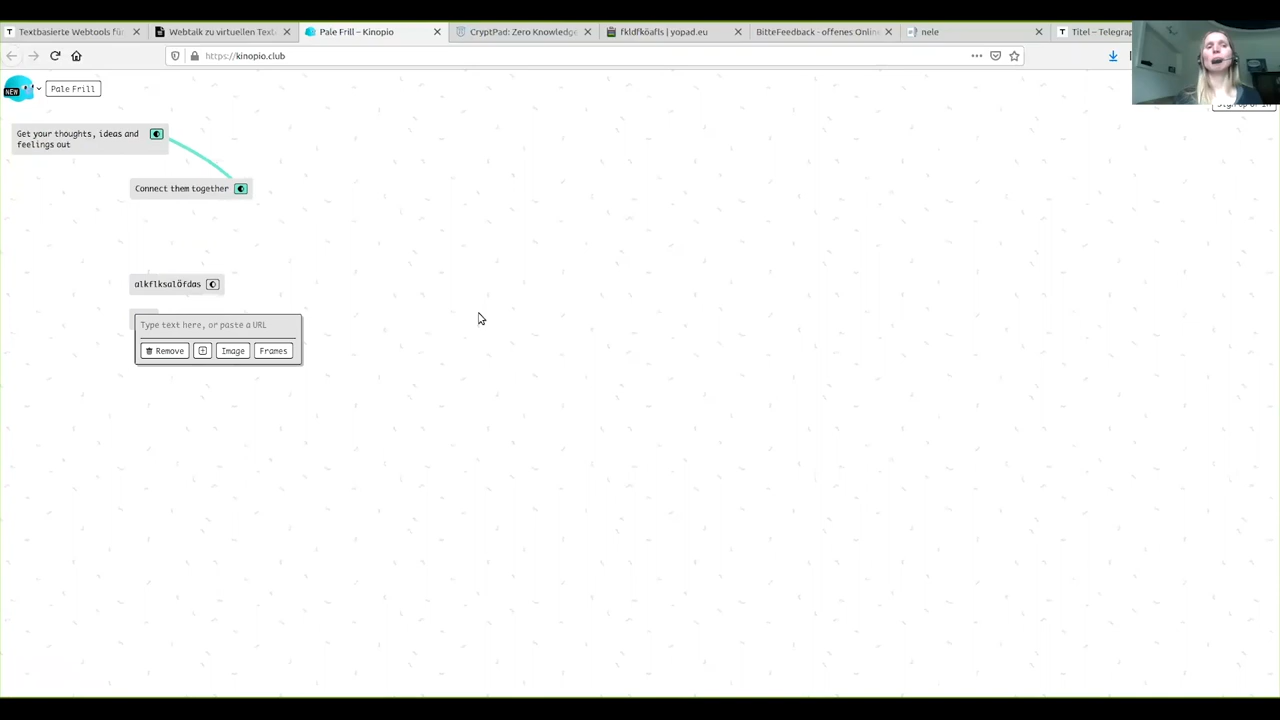 Textbasierte Webtools für
Webtalk zu virtuellen Text
Pale Frill – Kinopio
CryptPad: Zero Knowledge
fkldfköafls | yopad.eu
BitteFeedback - offenes Onlin
nele
Titel – Telegrap
https://kinopio.club
NEW
Pale Frill
Get your thoughts, ideas and
feelings out
Connect them together
alkflksalöfdas
Type text here, or paste a URL
Remove
Image
Frames